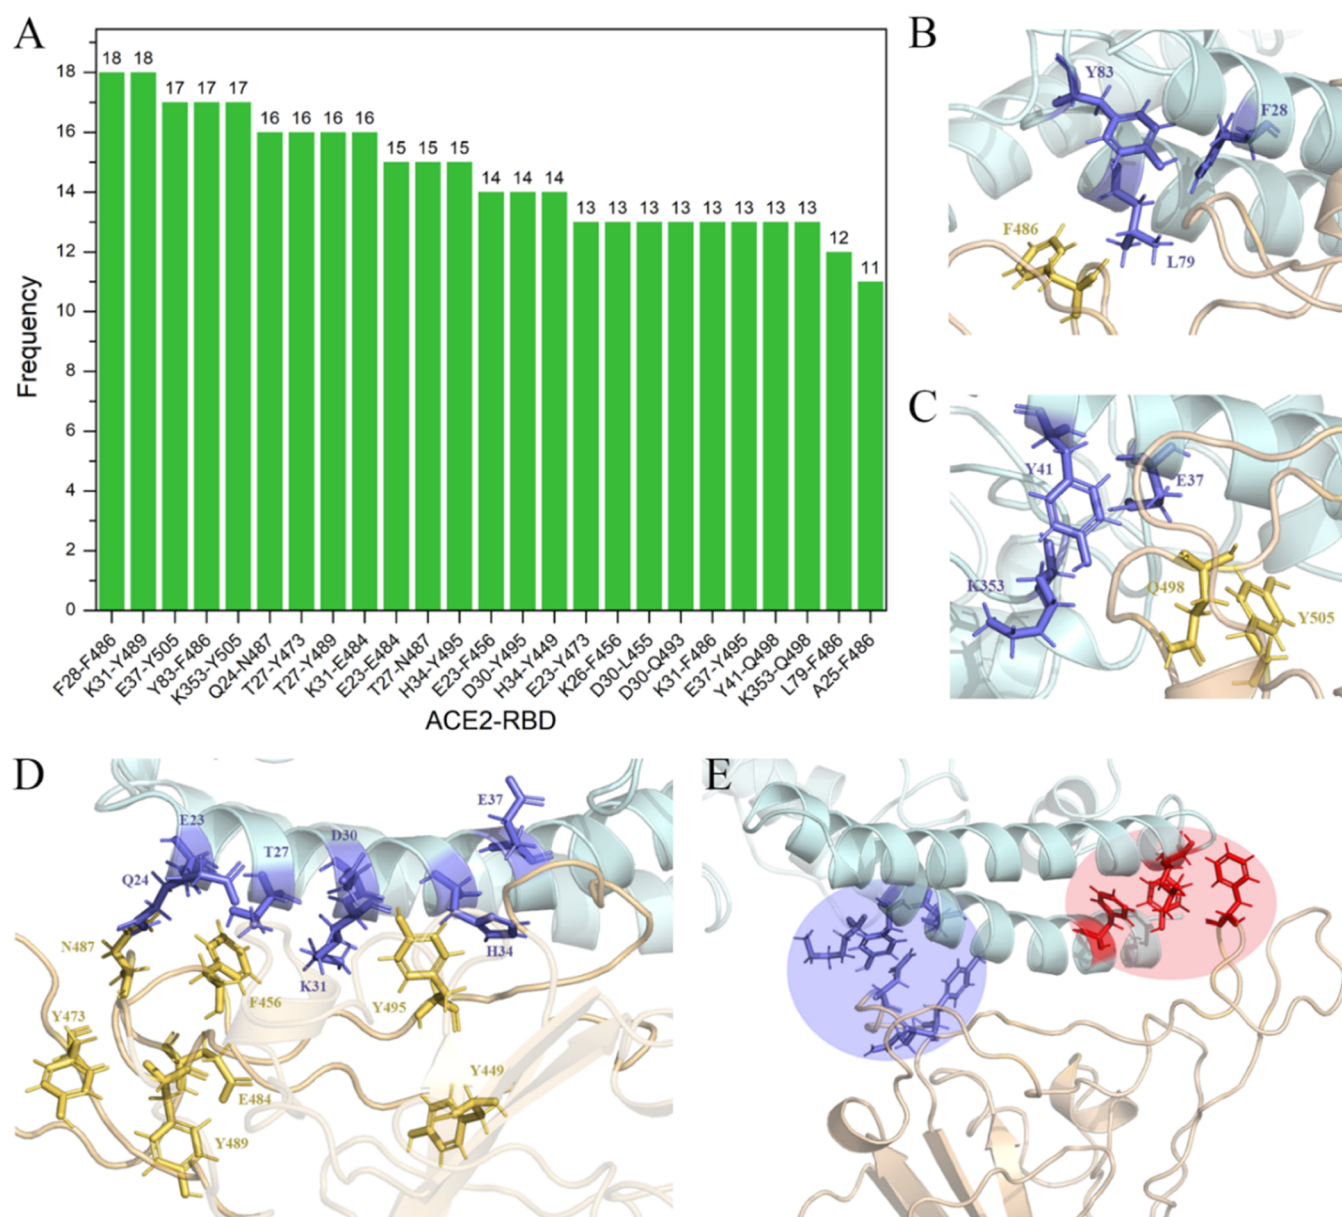 A
18 18 17 17 17 16 16 16 16 15 15 15 14 14 14 13 13 13 13 13 13 13 13 12 11
18
16
14
12
10
8
6
4
2
0
Frequency
F28-F486
K31-Y489
E37-Y505
Y83-F486
K353-Y505
Q24-N487
T27-Y473
T27-Y489
K31-E484
E23-E484
T27-N487
H34-Y495
E23-F456
D30-Y495
H34-Y449
E23-Y473
K26-F456
D30-L455
D30-Q493
K31-F486
E37-Y495
Y41-Q498
K353-Q498
L79-F486
A25-F486
ACE2-RBD
B
Y83
F28
F486
L79
C
Y41
E37
K353
Q498
Y505
D
E37
E23
D30
T27
Q24
N487
H34
K31
F456
Y495
Y473
Y449
E484
Y489
E